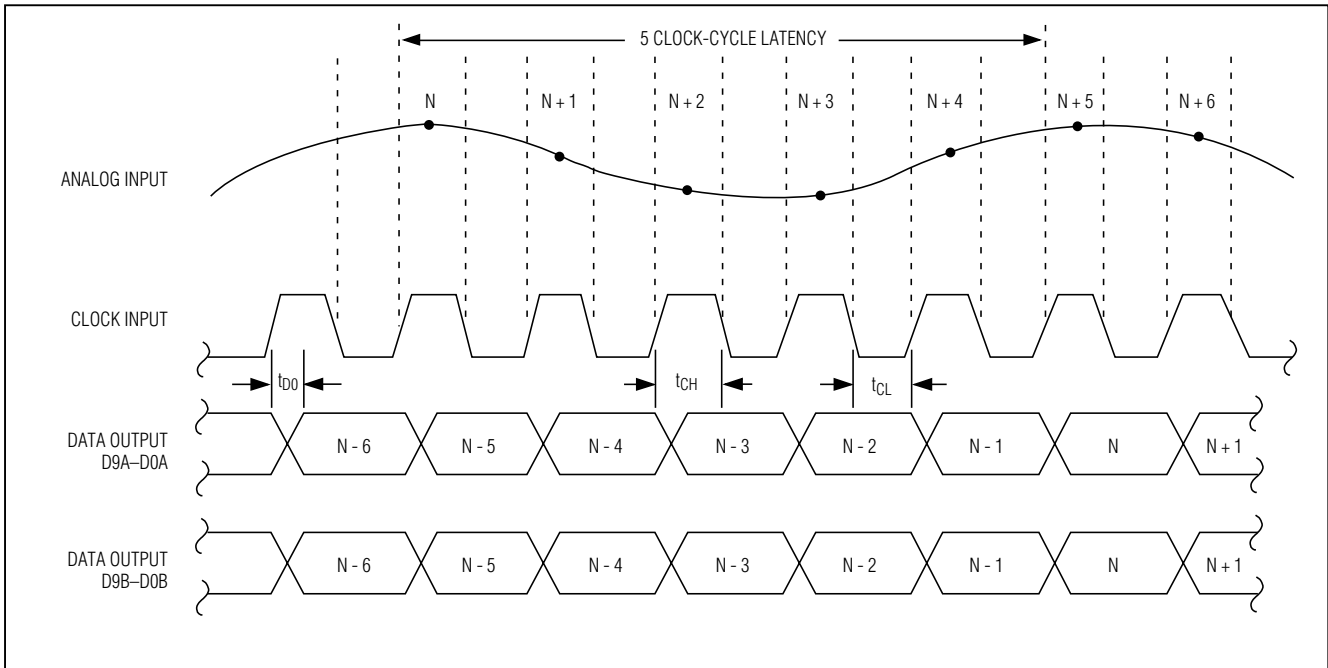 5 CLOCK-CYCLE LATENCY
N N + 1 N + 2 N + 3 N + 4 N + 5 N + 6
ANALOG INPUT
CLOCK INPUT
tD0 tCH tCL
DATA OUTPUT
D9A–D0A
N - 6 N - 5 N - 4 N - 3 N - 2 N - 1 N N + 1
DATA OUTPUT
D9B–D0B
N - 6 N - 5 N - 4 N - 3 N - 2 N - 1 N N + 1